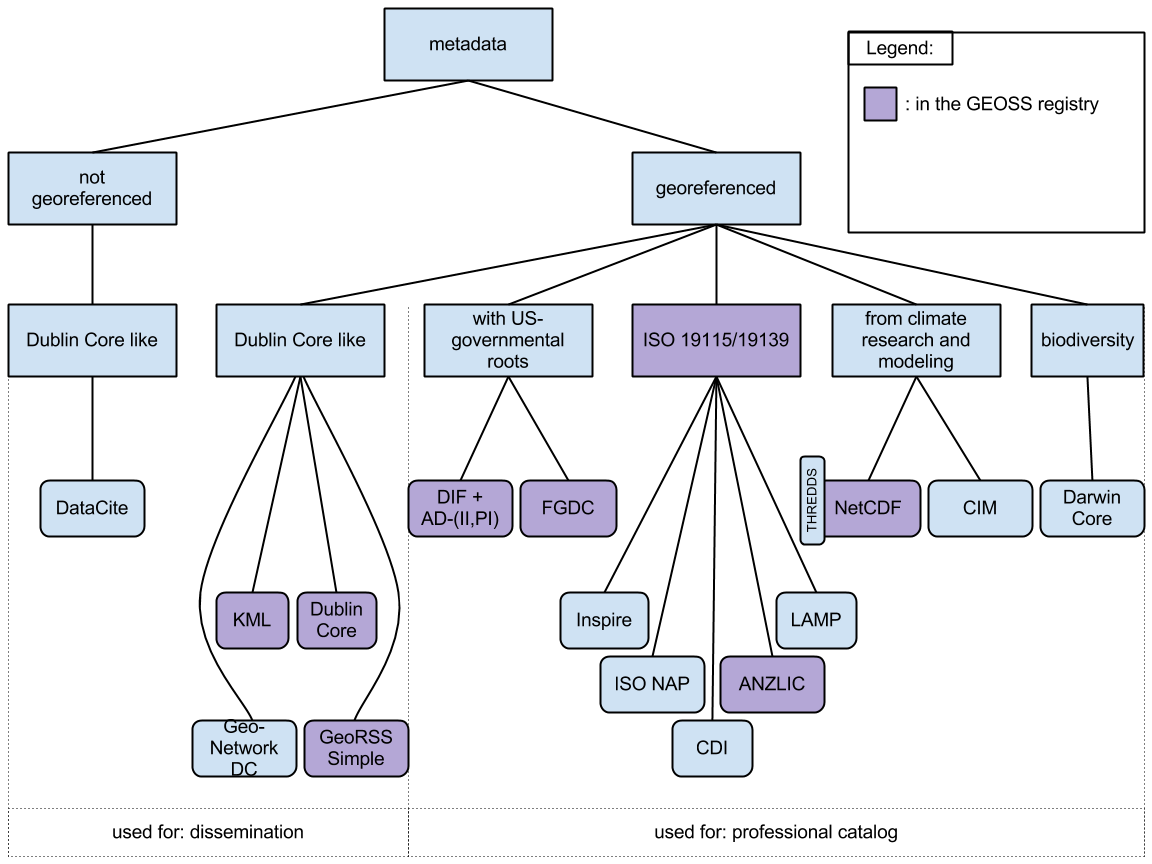 metadata
Legend:
: in the GEOSS registry
not
georeferenced
georeferenced
Dublin Core like
Dublin Core like
with US-
governmental
roots
ISO 19115/19139
from climate
research and
modeling
biodiversity
DataCite
DIF +
AD-(II,PI)
FGDC
THREDDS
NetCDF
CIM
Darwin
Core
KML
Dublin
Core
Inspire
LAMP
ISO NAP
ANZLIC
Geo-
Network
DC
GeoRSS
Simple
CDI
used for: dissemination
used for: professional catalog